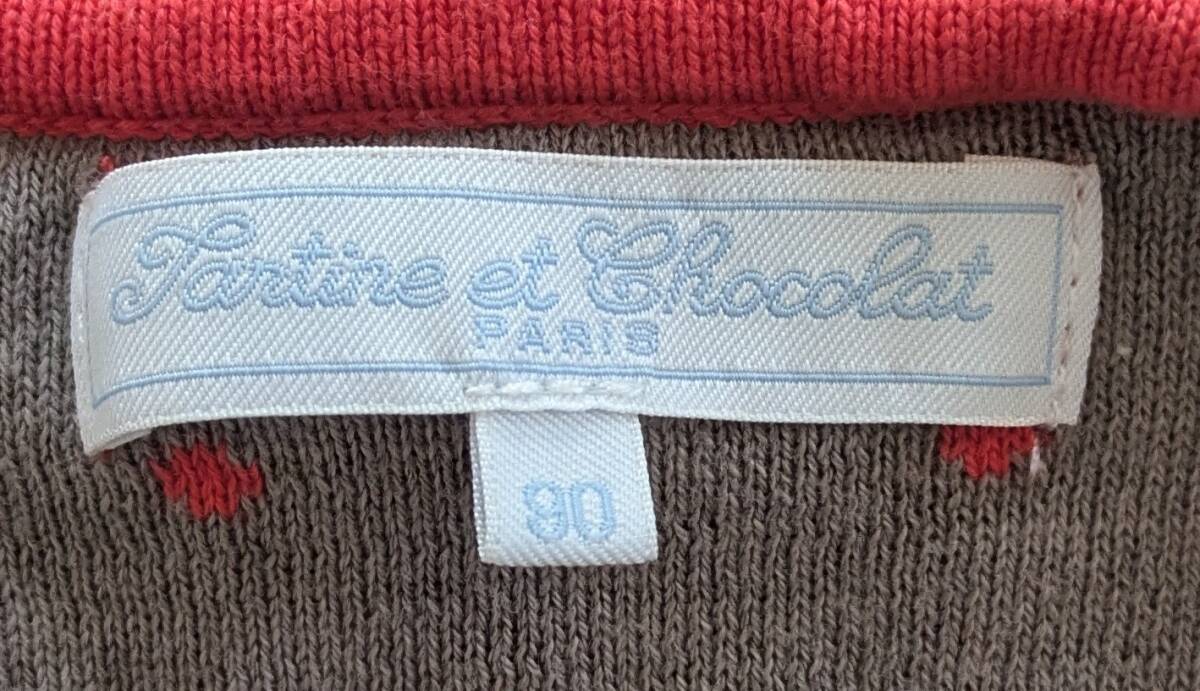 Tartine et Chocolat
PARIS
90